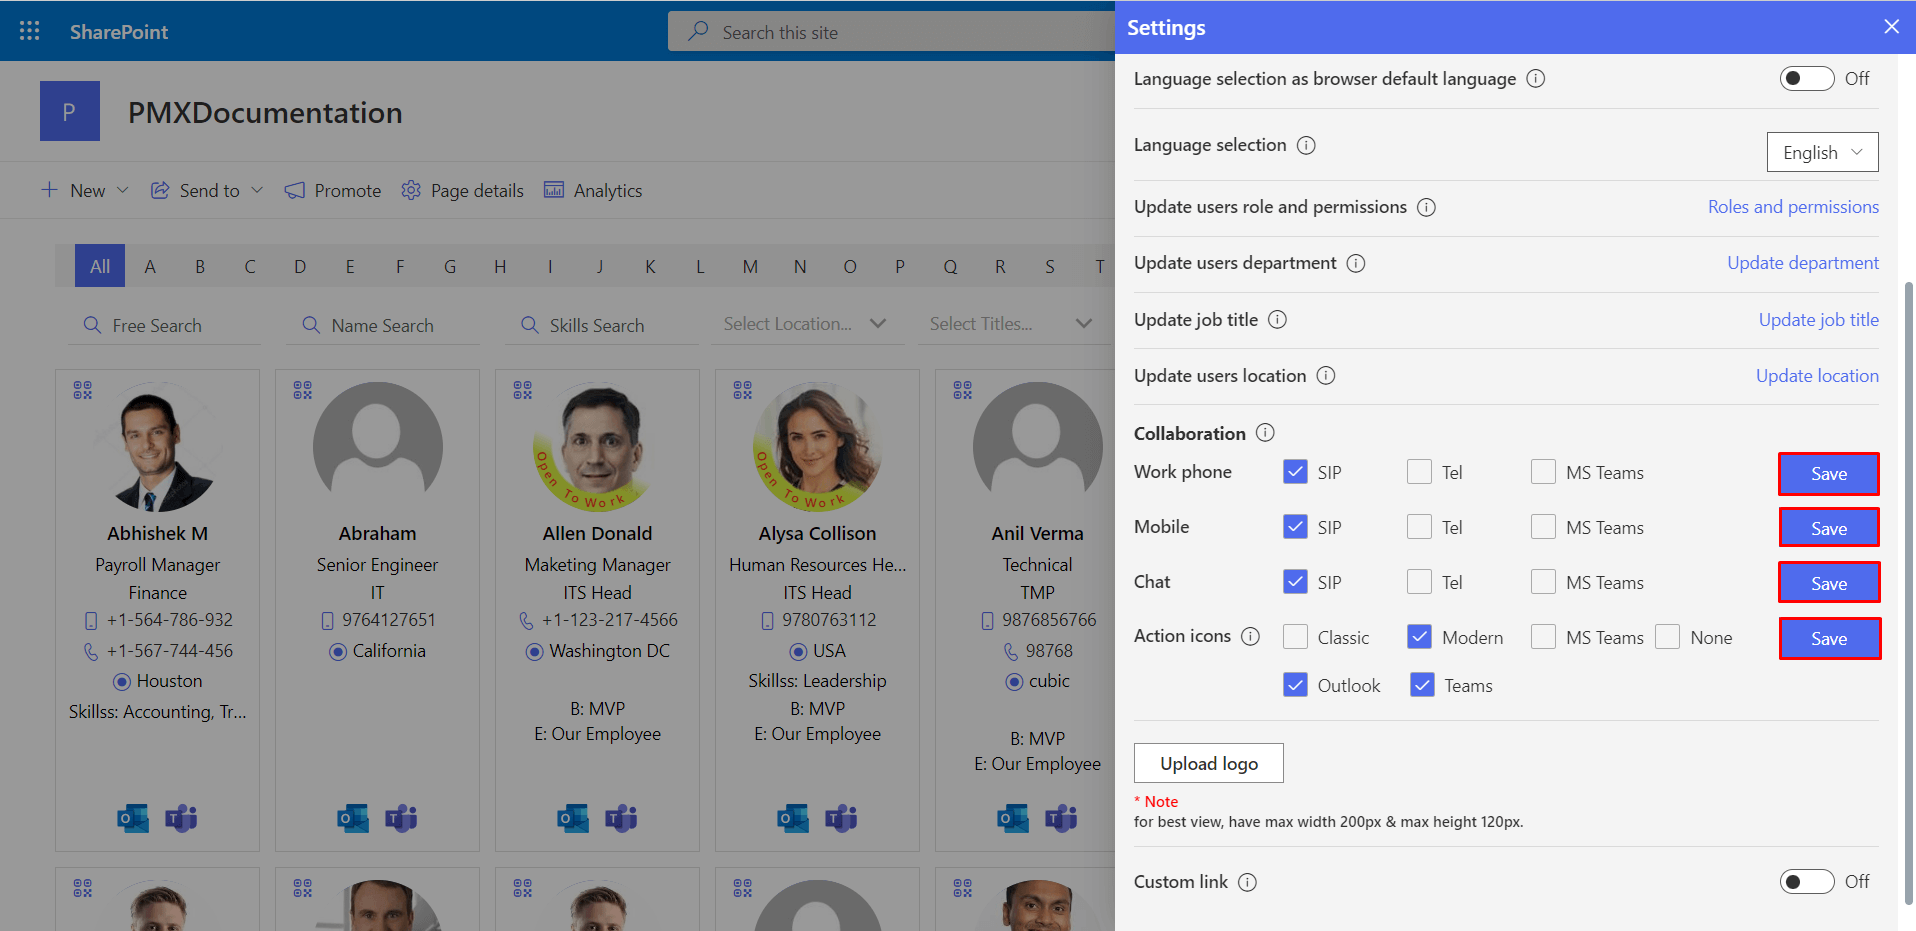 SharePoint
Search this site
P
PMXDocumentation
New Send to Promote Page details Analytics
All A B C D E F G H I J K L M N O P Q R S T
Free Search Name Search Skills Search Select Location... Select Titles...
Open To Work
Open To Work
Abhishek M
Payroll Manager
Finance
+1-564-786-932
+1-567-744-456
Houston
Skillss: Accounting, Tr...
Abraham
Senior Engineer
IT
9764127651
California
Allen Donald
Maketing Manager
ITS Head
+1-123-217-4566
Washington DC
B: MVP
E: Our Employee
Alysa Collison
Human Resources He...
ITS Head
9780763112
USA
Skillss: Leadership
B: MVP
E: Our Employee
Anil Verma
Technical
TMP
9876856766
98768
cubic
B: MVP
E: Our Employee
Settings
Language selection as browser default language Off
Language selection English
Update users role and permissions Roles and permissions
Update users department Update department
Update job title Update job title
Update users location Update location
Collaboration
Work phone SIP Tel MS Teams Save
Mobile SIP Tel MS Teams Save
Chat SIP Tel MS Teams Save
Action icons Classic Modern MS Teams None Save
Outlook Teams
Upload logo
* Note
for best view, have max width 200px & max height 120px.
Custom link Off